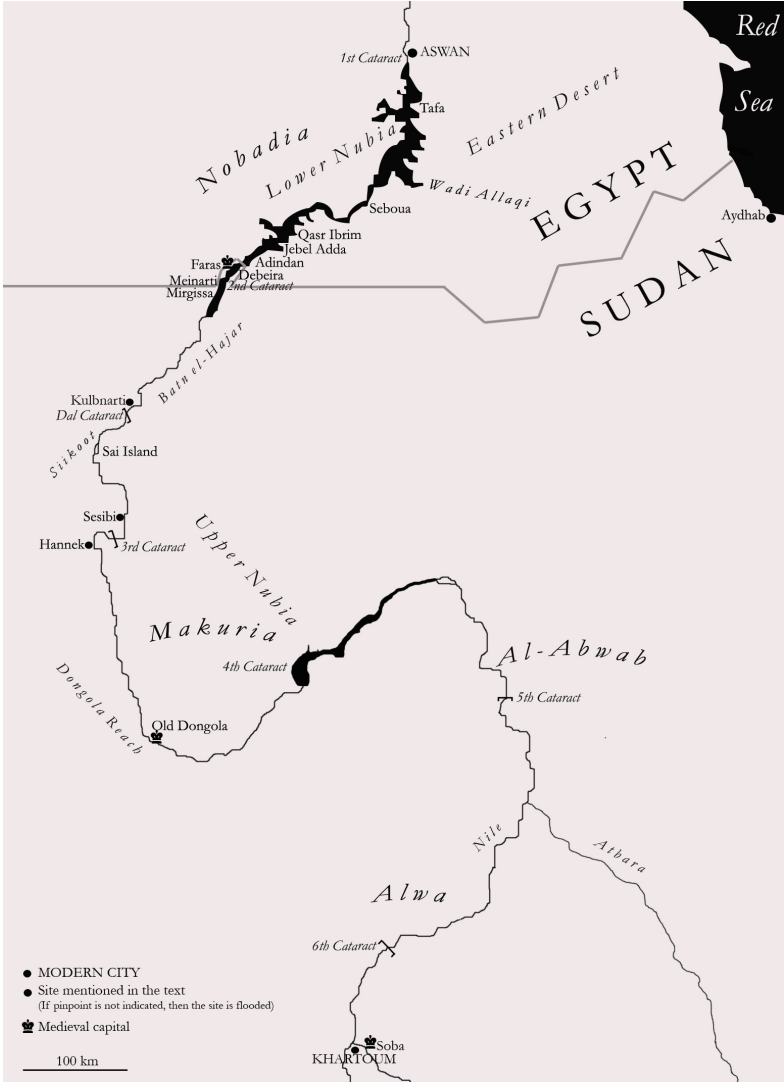 Red
Sea
ASWAN
1st Cataract
Tafa
Eastern Desert
Nobadia
Lower Nubia
Wadi Allaqi
EGYPT
Seboua
Aydhab
Qasr Ibrim
SUDAN
Jebel Adda
Faras
Adindan
Debeira
Meinarti
2nd Cataract
Mirgissa
Batn el-Hajar
Kulbnarti
Dal Cataract
Siikoot
Sai Island
Sesibi
Hannek
3rd Cataract
Upper Nubia
Makuria
4th Cataract
Al-Abwab
5th Cataract
Dongola Reach
Old Dongola
Nile
Atbara
Alwa
6th Cataract
MODERN CITY
Site mentioned in the text
(If pinpoint is not indicated, then the site is flooded)
Medieval capital
100 km
Soba
KHARTOUM